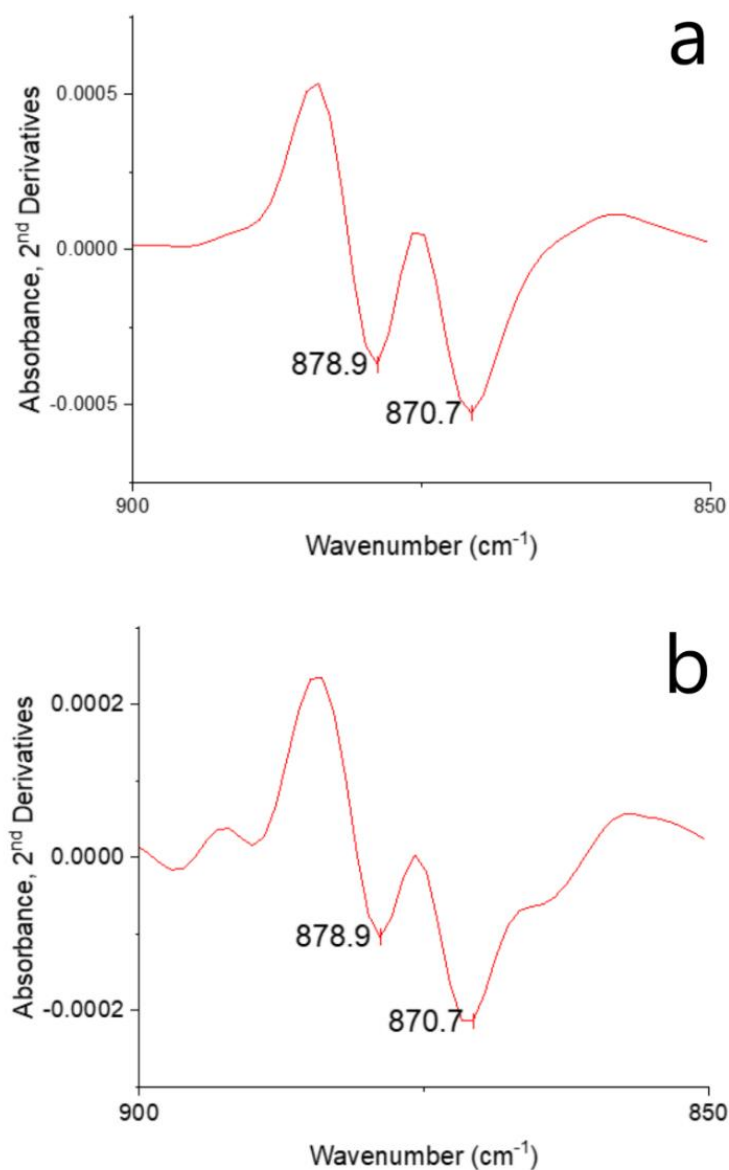 a
0.0005
0.0000
-0.0005
Absorbance, 2nd Derivatives
878.9
870.7
900
850
Wavenumber (cm-1)
b
0.0002
0.0000
-0.0002
Absorbance, 2nd Derivatives
878.9
870.7
900
850
Wavenumber (cm-1)